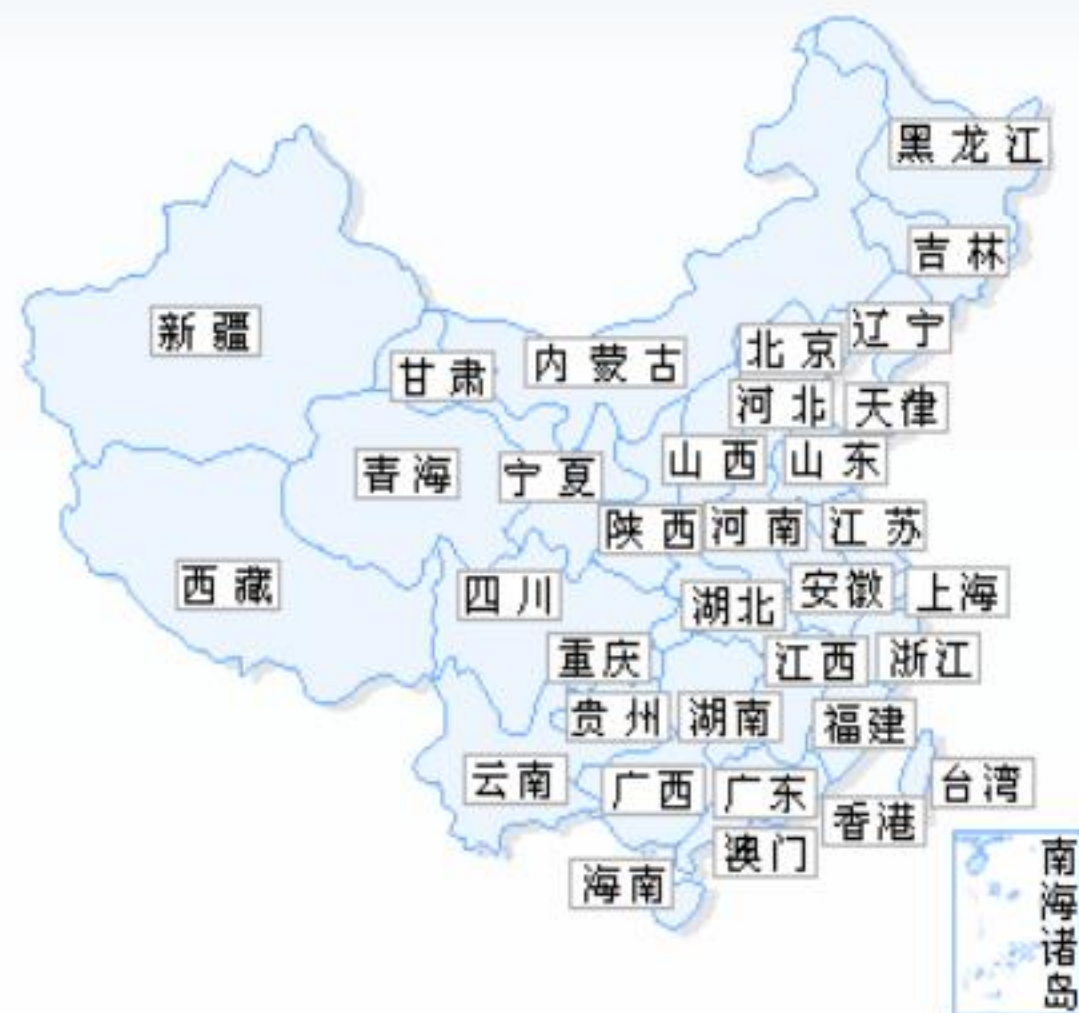 黑龙江
吉林
辽宁
新疆
北京
内蒙古
甘肃
河北
天津
山西
山东
青海
宁夏
陕西
河南
江苏
西藏
四川
安徽
上海
湖北
重庆
江西
浙江
贵州
湖南
福建
云南
广西
广东
台湾
香港
澳门
海南
南海诸岛